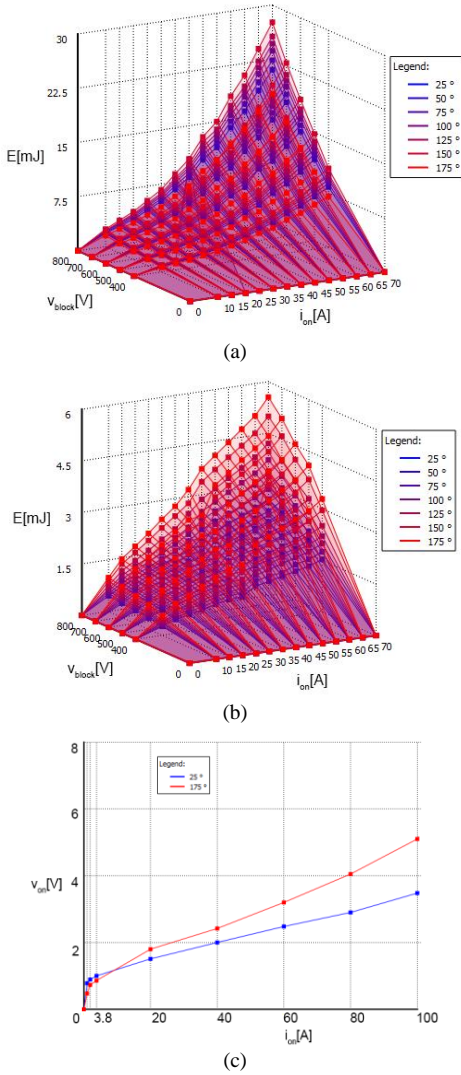 30
22.5
15
7.5
E[mJ]
Legend:
25 °
50 °
75 °
100 °
125 °
150 °
175 °
800
700
600
500
400
0
v_block[V]
0 10 15 20 25 30 35 40 45 50 55 60 65 70
i_on[A]
(a)
6
4.5
3
1.5
E[mJ]
Legend:
25 °
50 °
75 °
100 °
125 °
150 °
175 °
800
700
600
500
400
0
v_block[V]
0 10 15 20 25 30 35 40 45 50 55 60 65 70
i_on[A]
(b)
8
6
4
2
v_on[V]
Legend:
25 °
175 °
0 3.8 20 40 60 80 100
i_on[A]
(c)